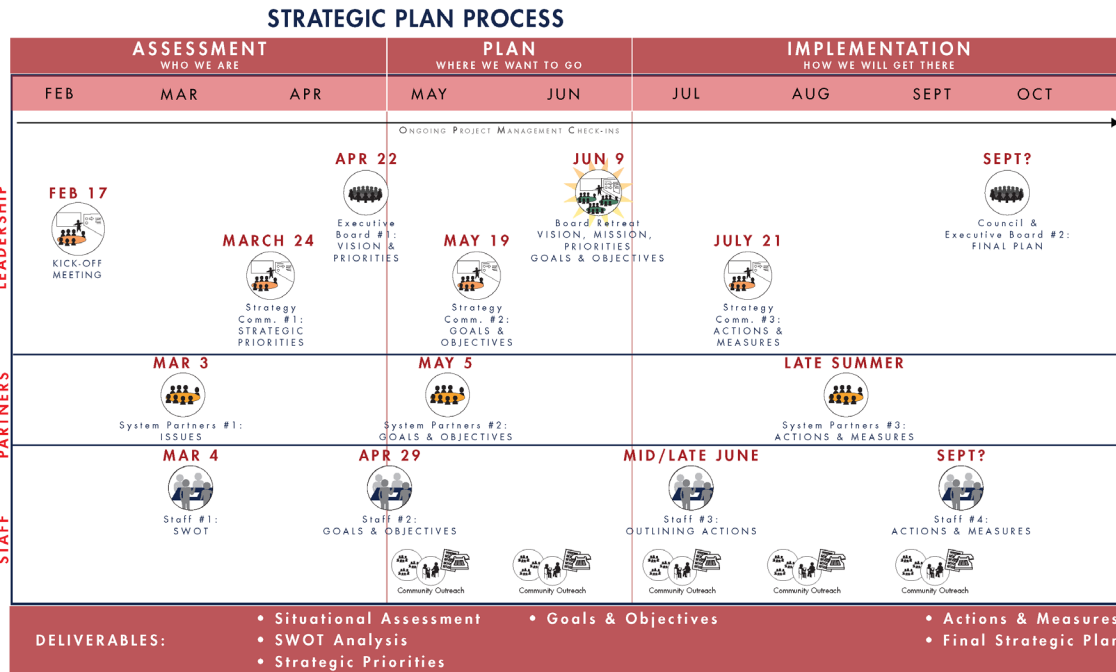 STRATEGIC PLAN PROCESS
ASSESSMENT
WHO WE ARE
PLAN
WHERE WE WANT TO GO
IMPLEMENTATION
HOW WE WILL GET THERE
FEB MAR APR MAY JUN JUL AUG SEPT OCT
Ongoing Project Management Check-ins
LEADERSHIP
FEB 17
KICK-OFF
MEETING
MARCH 24
Strategy
Comm. #1:
STRATEGIC
PRIORITIES
APR 22
Executive
Board #1:
VISION &
PRIORITIES
MAY 19
Strategy
Comm. #2:
GOALS &
OBJECTIVES
JUN 9
Board Retreat
VISION, MISSION,
PRIORITIES
GOALS & OBJECTIVES
JULY 21
Strategy
Comm. #3:
ACTIONS &
MEASURES
SEPT?
Council &
Executive Board #2:
FINAL PLAN
PARTNERS
MAR 3
System Partners #1:
ISSUES
MAY 5
System Partners #2:
GOALS & OBJECTIVES
LATE SUMMER
System Partners #3:
ACTIONS & MEASURES
STAFF
MAR 4
Staff #1:
SWOT
APR 29
Staff #2:
GOALS & OBJECTIVES
MID/LATE JUNE
Staff #3:
OUTLINING ACTIONS
SEPT?
Staff #4:
ACTIONS & MEASURES
Community Outreach
Community Outreach
Community Outreach
Community Outreach
Community Outreach
DELIVERABLES:
• Situational Assessment
• SWOT Analysis
• Strategic Priorities
• Goals & Objectives
• Actions & Measures
• Final Strategic Plan